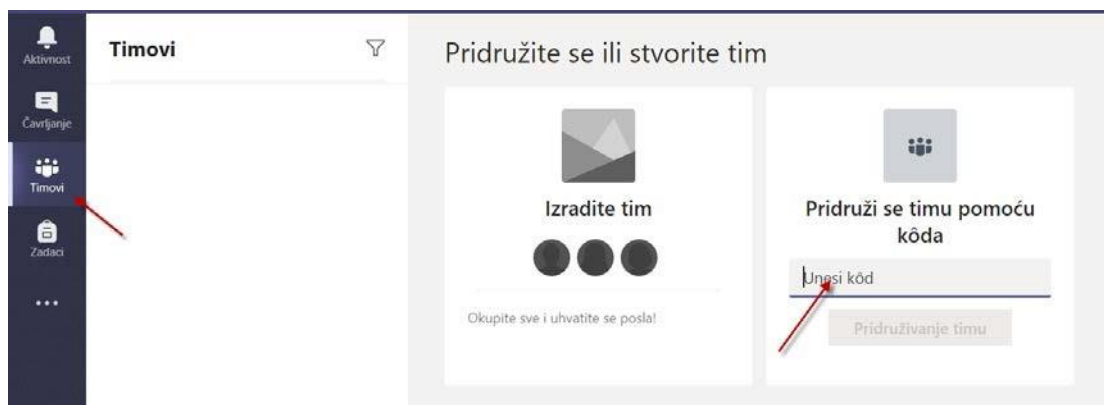 Aktivnost
Čavrljanje
Timovi
Zadaci
Timovi
Pridružite se ili stvorite tim
Izradite tim
Okupite sve i uhvatite se posla!
Pridruži se timu pomoću
kôda
Unesi kôd
Pridruživanje timu